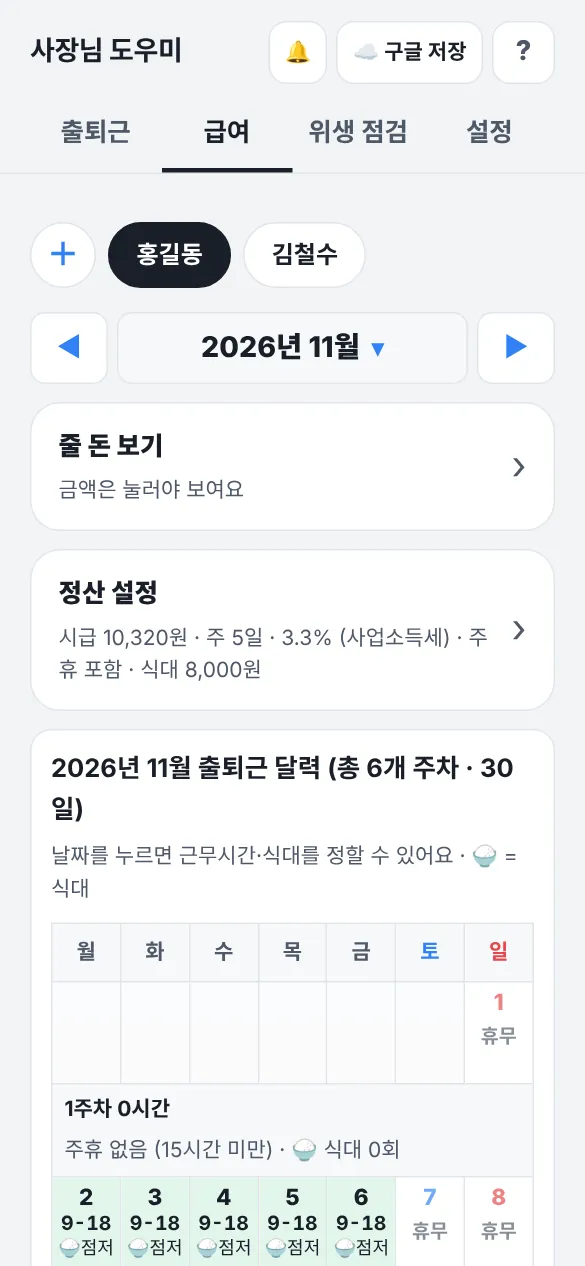 사장님 도우미
🔔 ☁️ 구글 저장 ?
출퇴근 급여 위생 점검 설정
+ 홍길동 김철수
◀ 2026년 11월 ▼ ▶
줄 돈 보기
금액은 눌러야 보여요
정산 설정
시급 10,320원 · 주 5일 · 3.3% (사업소득세) · 주
휴 포함 · 식대 8,000원
2026년 11월 출퇴근 달력 (총 6개 주차 · 30
일)
날짜를 누르면 근무시간·식대를 정할 수 있어요 · 🍚 =
식대
월 화 수 목 금 토 일
1
휴무
1주차 0시간
주휴 없음 (15시간 미만) · 🍚 식대 0회
2 3 4 5 6 7 8
9-18 9-18 9-18 9-18 9-18 휴무 휴무
🍚점저 🍚점저 🍚점저 🍚점저 🍚점저